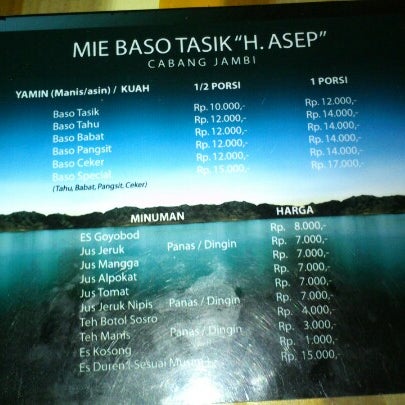 MIE BASO TASIK "H. ASEP"
CABANG JAMBI
YAMIN (Manis/asin) / KUAH 1/2 PORSI 1 PORSI
Baso Tasik Rp. 10.000,- Rp. 12.000,-
Baso Tahu Rp. 12.000,- Rp. 14.000,-
Baso Babat Rp. 12.000,- Rp. 14.000,-
Baso Pangsit Rp. 12.000,- Rp. 14.000,-
Baso Ceker Rp. 12.000,- Rp. 14.000,-
Baso Special Rp. 15.000,- Rp. 17.000,-
(Tahu, Babat, Pangsit, Ceker)
MINUMAN HARGA
ES Goyobod Rp. 8.000,-
Jus Jeruk Panas / Dingin Rp. 7.000,-
Jus Mangga Rp. 7.000,-
Jus Alpokat Rp. 7.000,-
Jus Tomat Rp. 7.000,-
Jus Jeruk Nipis Panas / Dingin Rp. 7.000,-
Teh Botol Sosro Rp. 4.000,-
Teh Manis Panas / Dingin Rp. 3.000,-
Es Kosong Rp. 1.000,-
Es Duren Sesuai Rp. 15.000,-